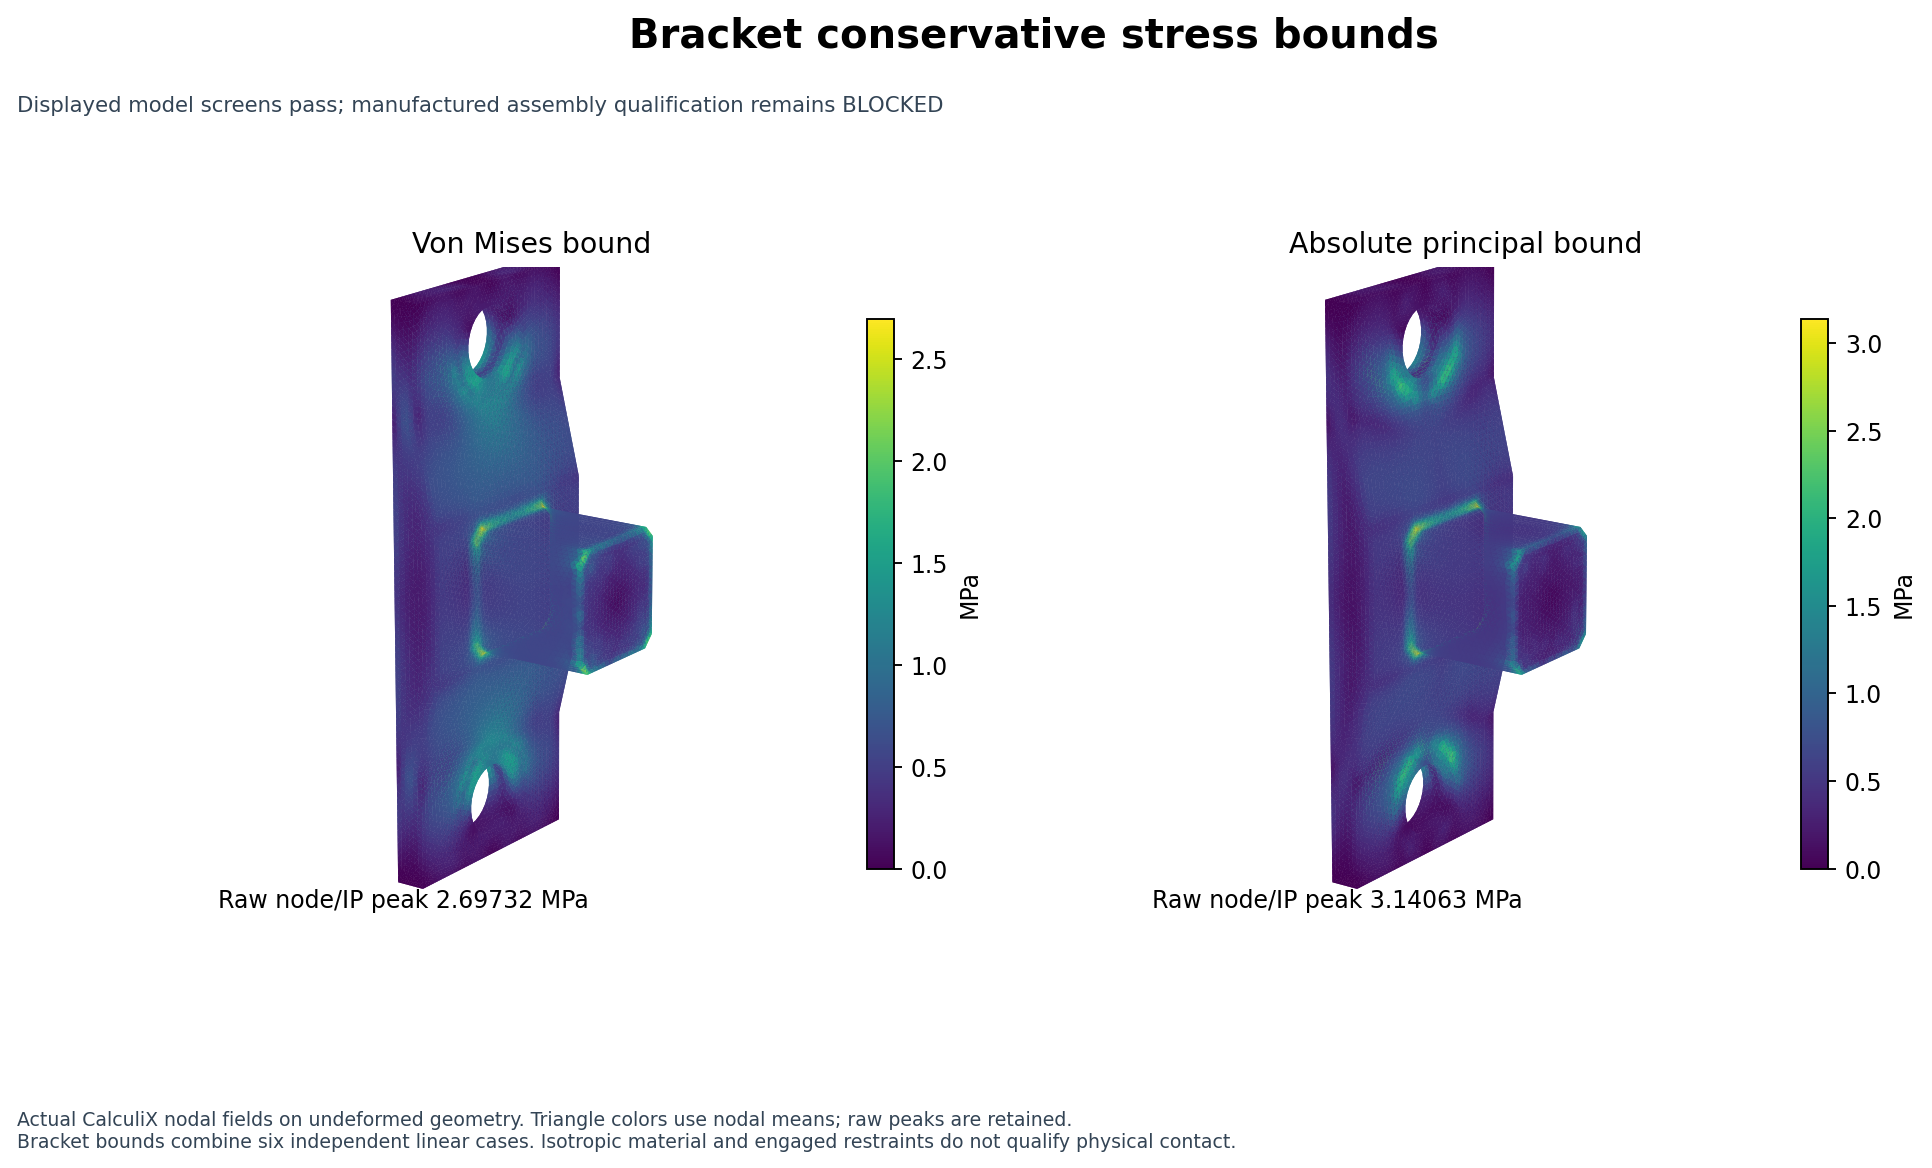 Bracket conservative stress bounds
Displayed model screens pass; manufactured assembly qualification remains BLOCKED
Von Mises bound
2.5
2.0
1.5
1.0
0.5
0.0
MPa
Raw node/IP peak 2.69732 MPa
Absolute principal bound
3.0
2.5
2.0
1.5
1.0
0.5
0.0
MPa
Raw node/IP peak 3.14063 MPa
Actual CalculiX nodal fields on undeformed geometry. Triangle colors use nodal means; raw peaks are retained.
Bracket bounds combine six independent linear cases. Isotropic material and engaged restraints do not qualify physical contact.